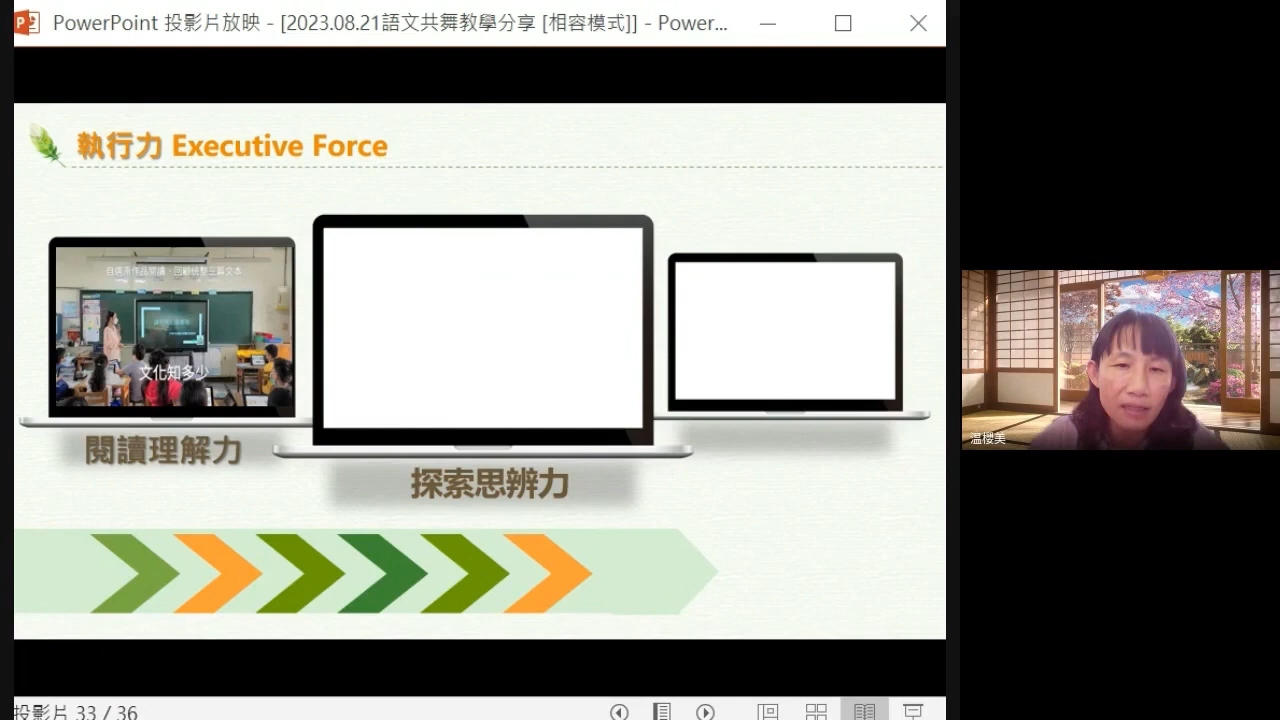 PowerPoint 投影片放映 - [2023.08.21語文共舞教學分享 [相容模式]] - Power...
執行力 Executive Force
文化知多少
閱讀理解力
探索思辨力
温櫻美
投影片 33 / 36